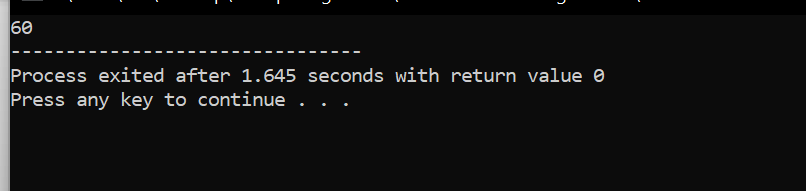 60
--------------------------------
Process exited after 1.645 seconds with return value 0
Press any key to continue . . .